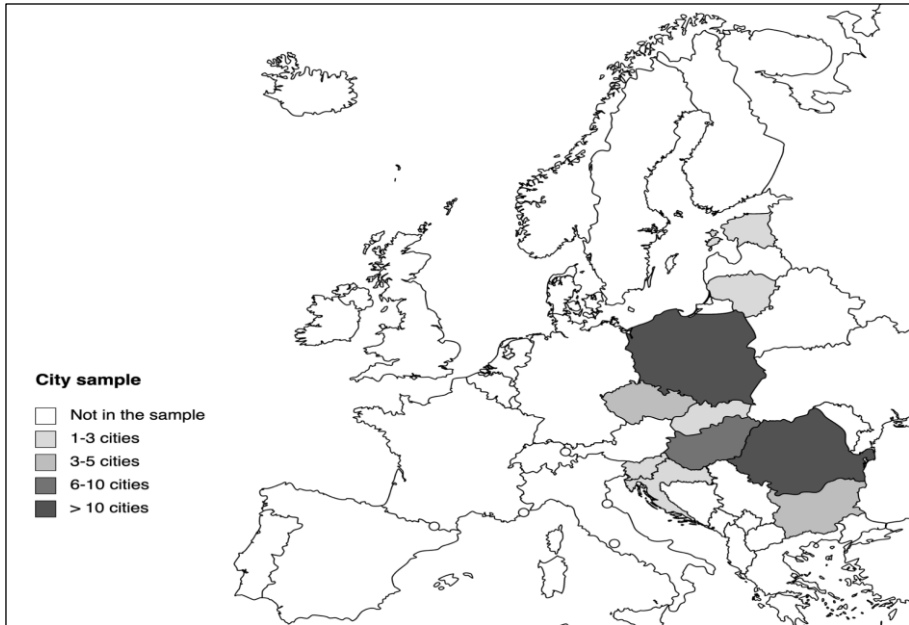 City sample
Not in the sample
1-3 cities
3-5 cities
6-10 cities
> 10 cities